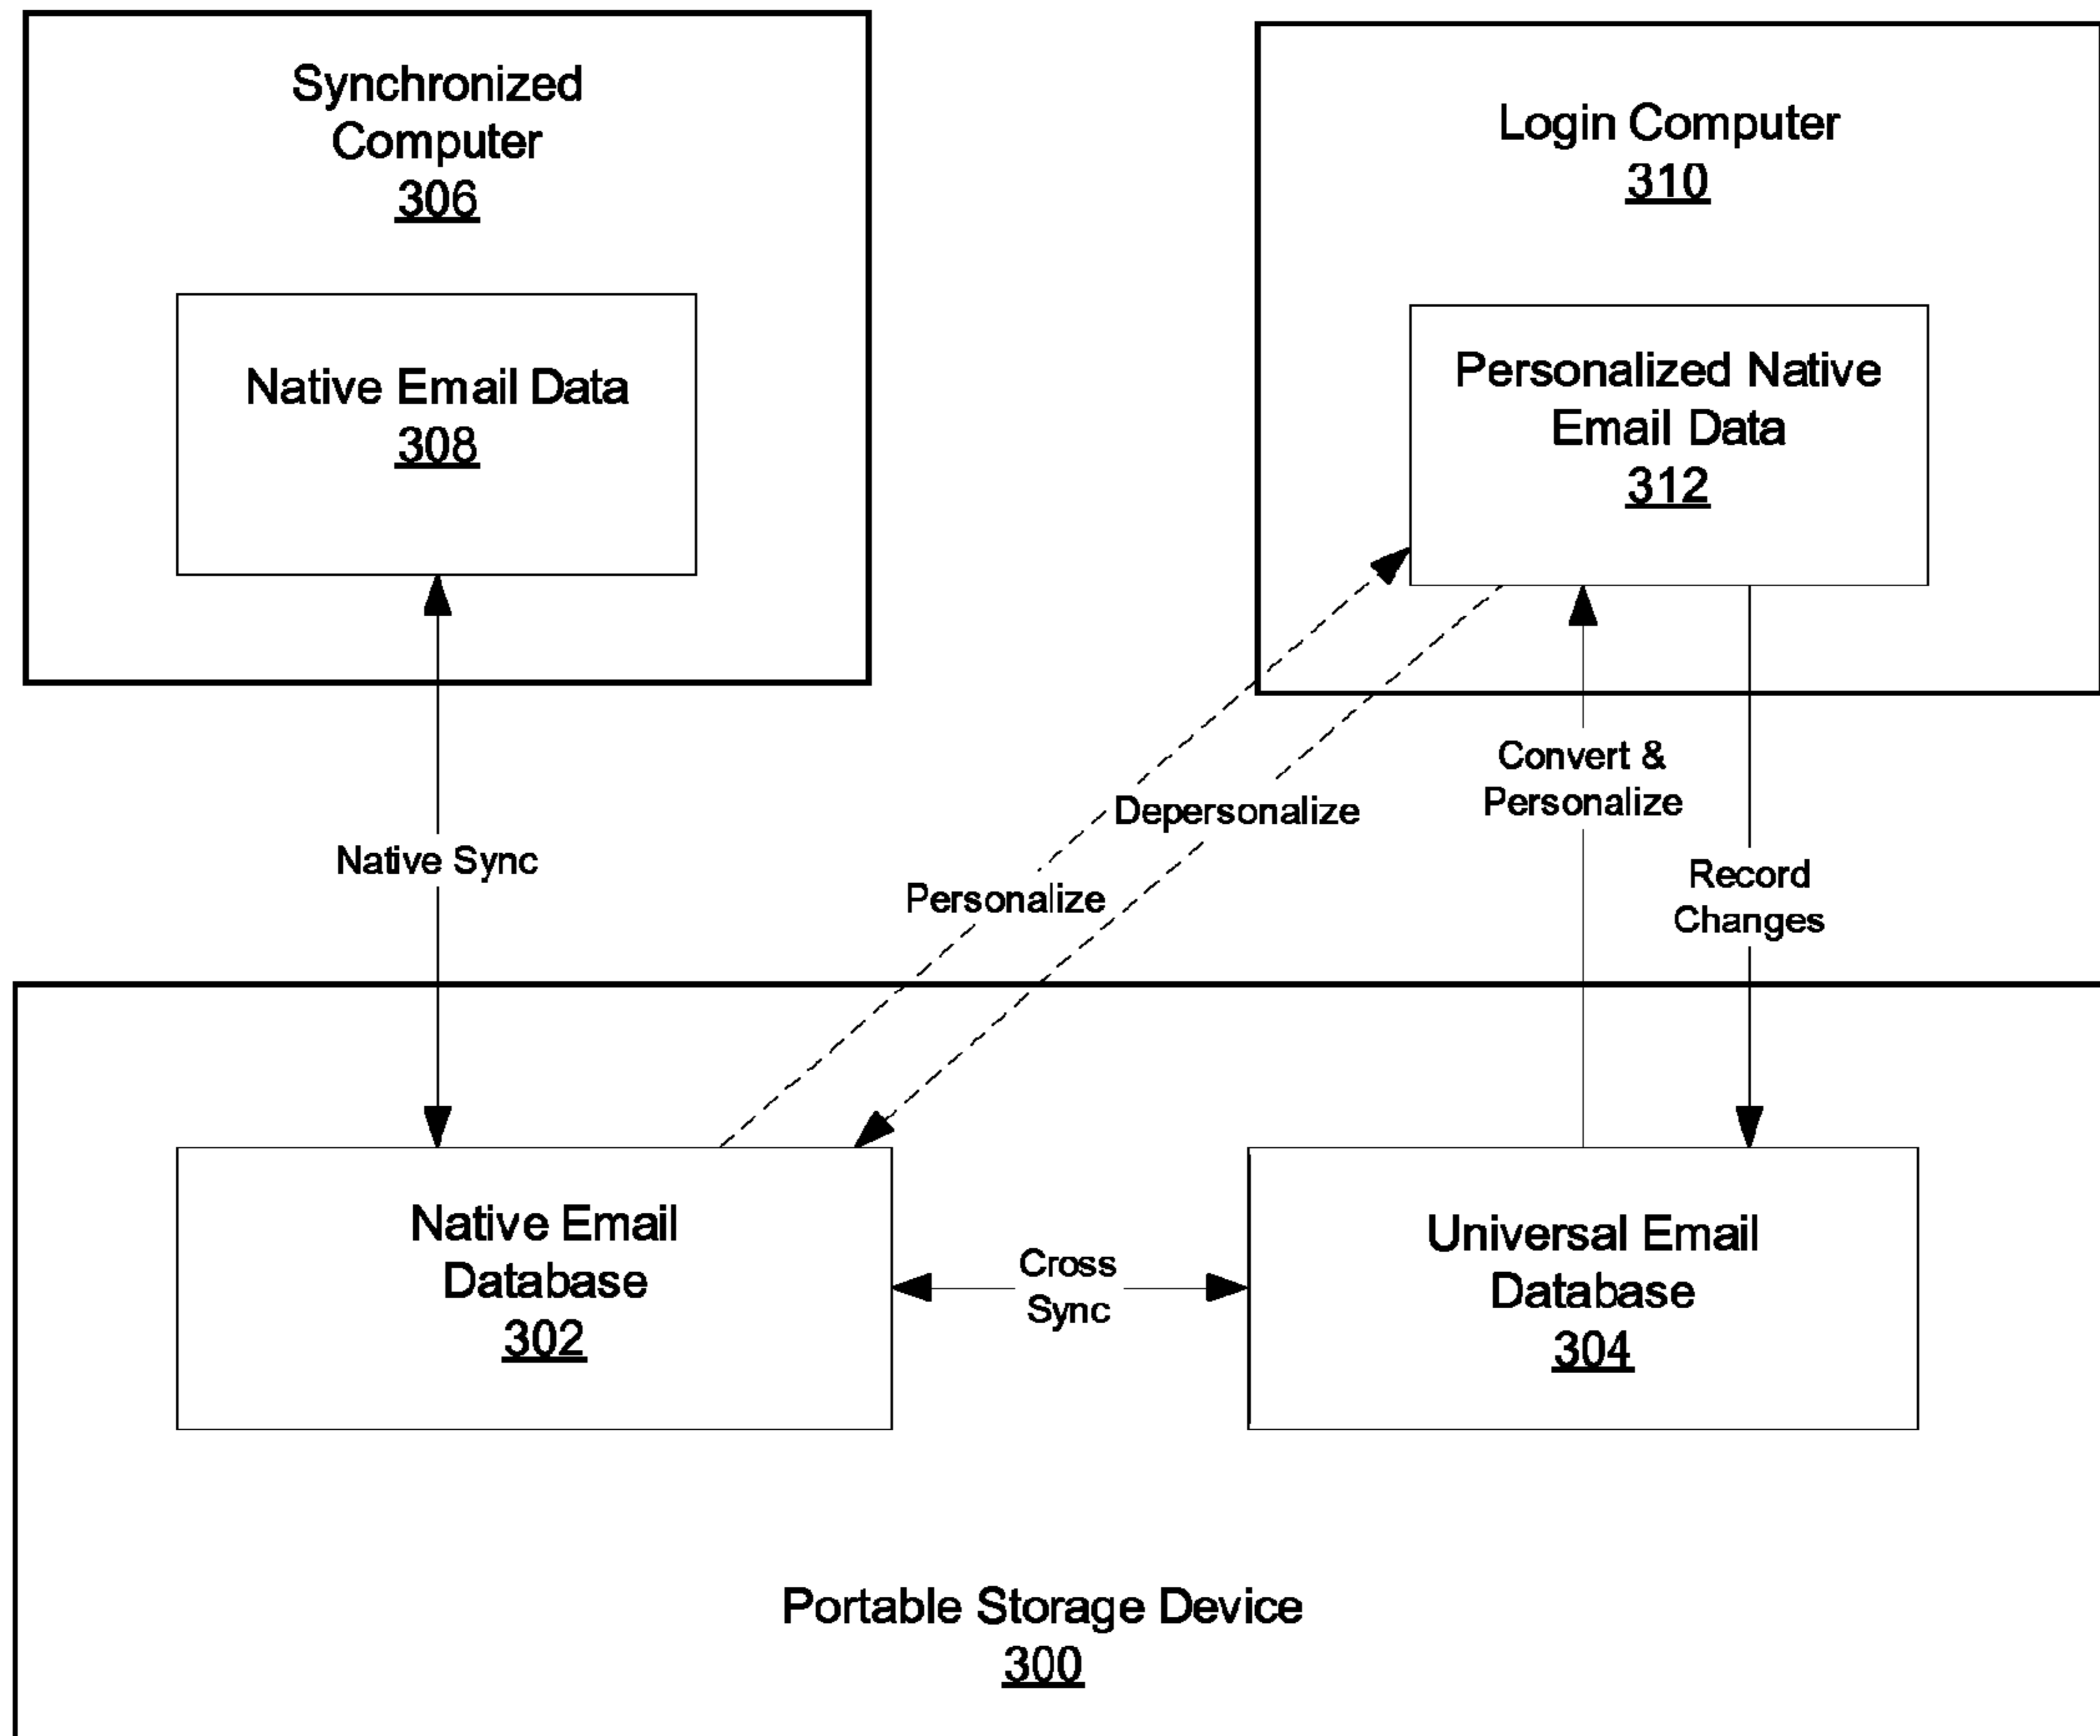 Synchronized
Computer
306
Native Email Data
308
Login Computer
310
Personalized Native
Email Data
312
Native Sync
Personalize
Depersonalize
Convert &
Personalize
Record
Changes
Native Email
Database
302
Cross
Sync
Universal Email
Database
304
Portable Storage Device
300